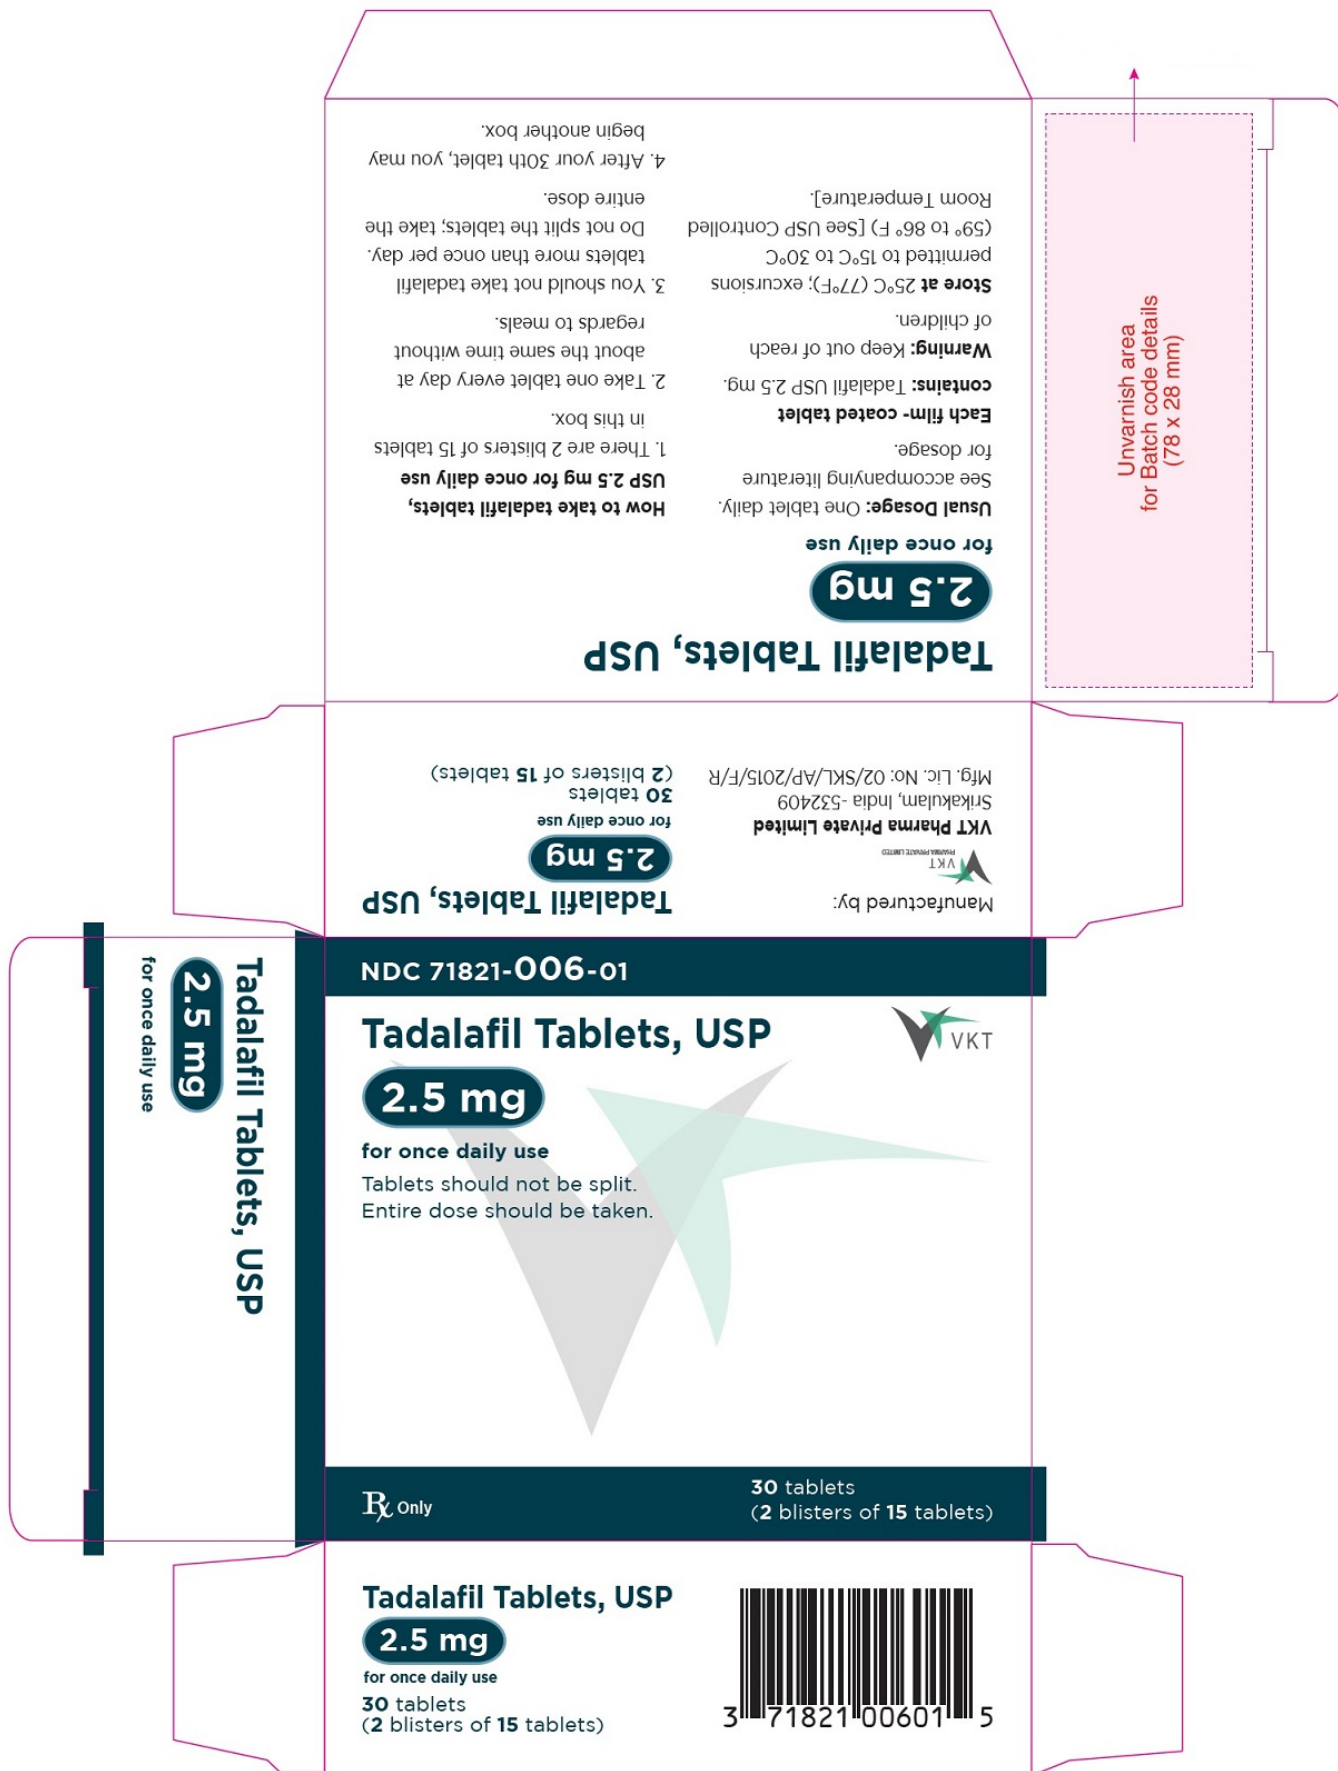 Tadalafil Tablets, USP
2.5 mg
for once daily use
Usual Dosage: One tablet daily.
See accompanying literature
for dosage.
Each film- coated tablet
contains: Tadalafil USP 2.5 mg.
Warning: Keep out of reach
of children.
Store at 25°C (77°F); excursions
permitted to 15°C to 30°C
(59° to 86° F) [See USP Controlled
Room Temperature].
How to take tadalafil tablets,
USP 2.5 mg for once daily use
1. There are 2 blisters of 15 tablets
in this box.
2. Take one tablet every day at
about the same time without
regards to meals.
3. You should not take tadalafil
tablets more than once per day.
Do not split the tablets; take the
entire dose.
4. After your 30th tablet, you may
begin another box.
Unvarnish area
for Batch code details
(78 x 28 mm)
Manufactured by:
VKT
PHARMA PRIVATE LIMITED
VKT Pharma Private Limited
Srikakulam, India -532409
Mfg. Lic. No: 02/SKL/AP/2015/F/R
Tadalafil Tablets, USP
2.5 mg
for once daily use
30 tablets
(2 blisters of 15 tablets)
Tadalafil Tablets, USP
2.5 mg
for once daily use
NDC 71821-006-01
Tadalafil Tablets, USP
VKT
2.5 mg
for once daily use
Tablets should not be split.
Entire dose should be taken.
Rx Only
30 tablets
(2 blisters of 15 tablets)
Tadalafil Tablets, USP
2.5 mg
for once daily use
30 tablets
(2 blisters of 15 tablets)
3 71821 00601 5